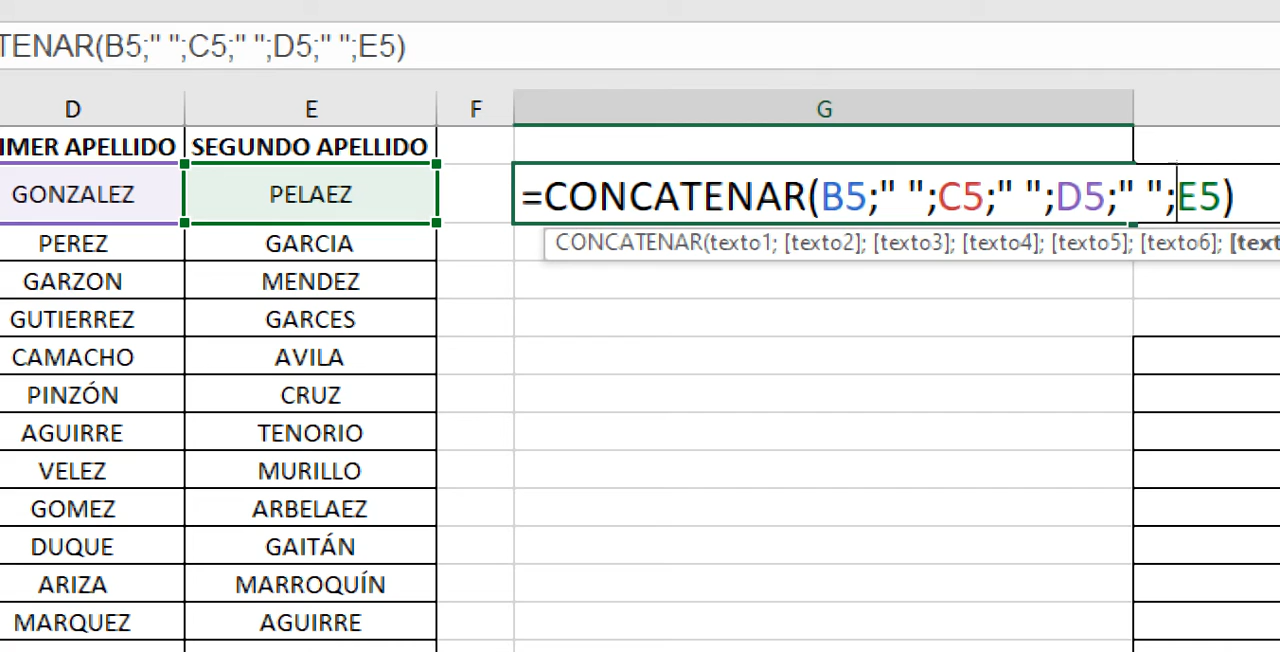 TENAR(B5;" ";C5;" ";D5;" ";E5)
D E F G
IMER APELLIDO SEGUNDO APELLIDO
GONZALEZ PELAEZ =CONCATENAR(B5;" ";C5;" ";D5;" ";E5)
PEREZ GARCIA CONCATENAR(texto1; [texto2]; [texto3]; [texto4]; [texto5]; [texto6]; [text
GARZON MENDEZ
GUTIERREZ GARCES
CAMACHO AVILA
PINZÓN CRUZ
AGUIRRE TENORIO
VELEZ MURILLO
GOMEZ ARBELAEZ
DUQUE GAITÁN
ARIZA MARROQUÍN
MARQUEZ AGUIRRE